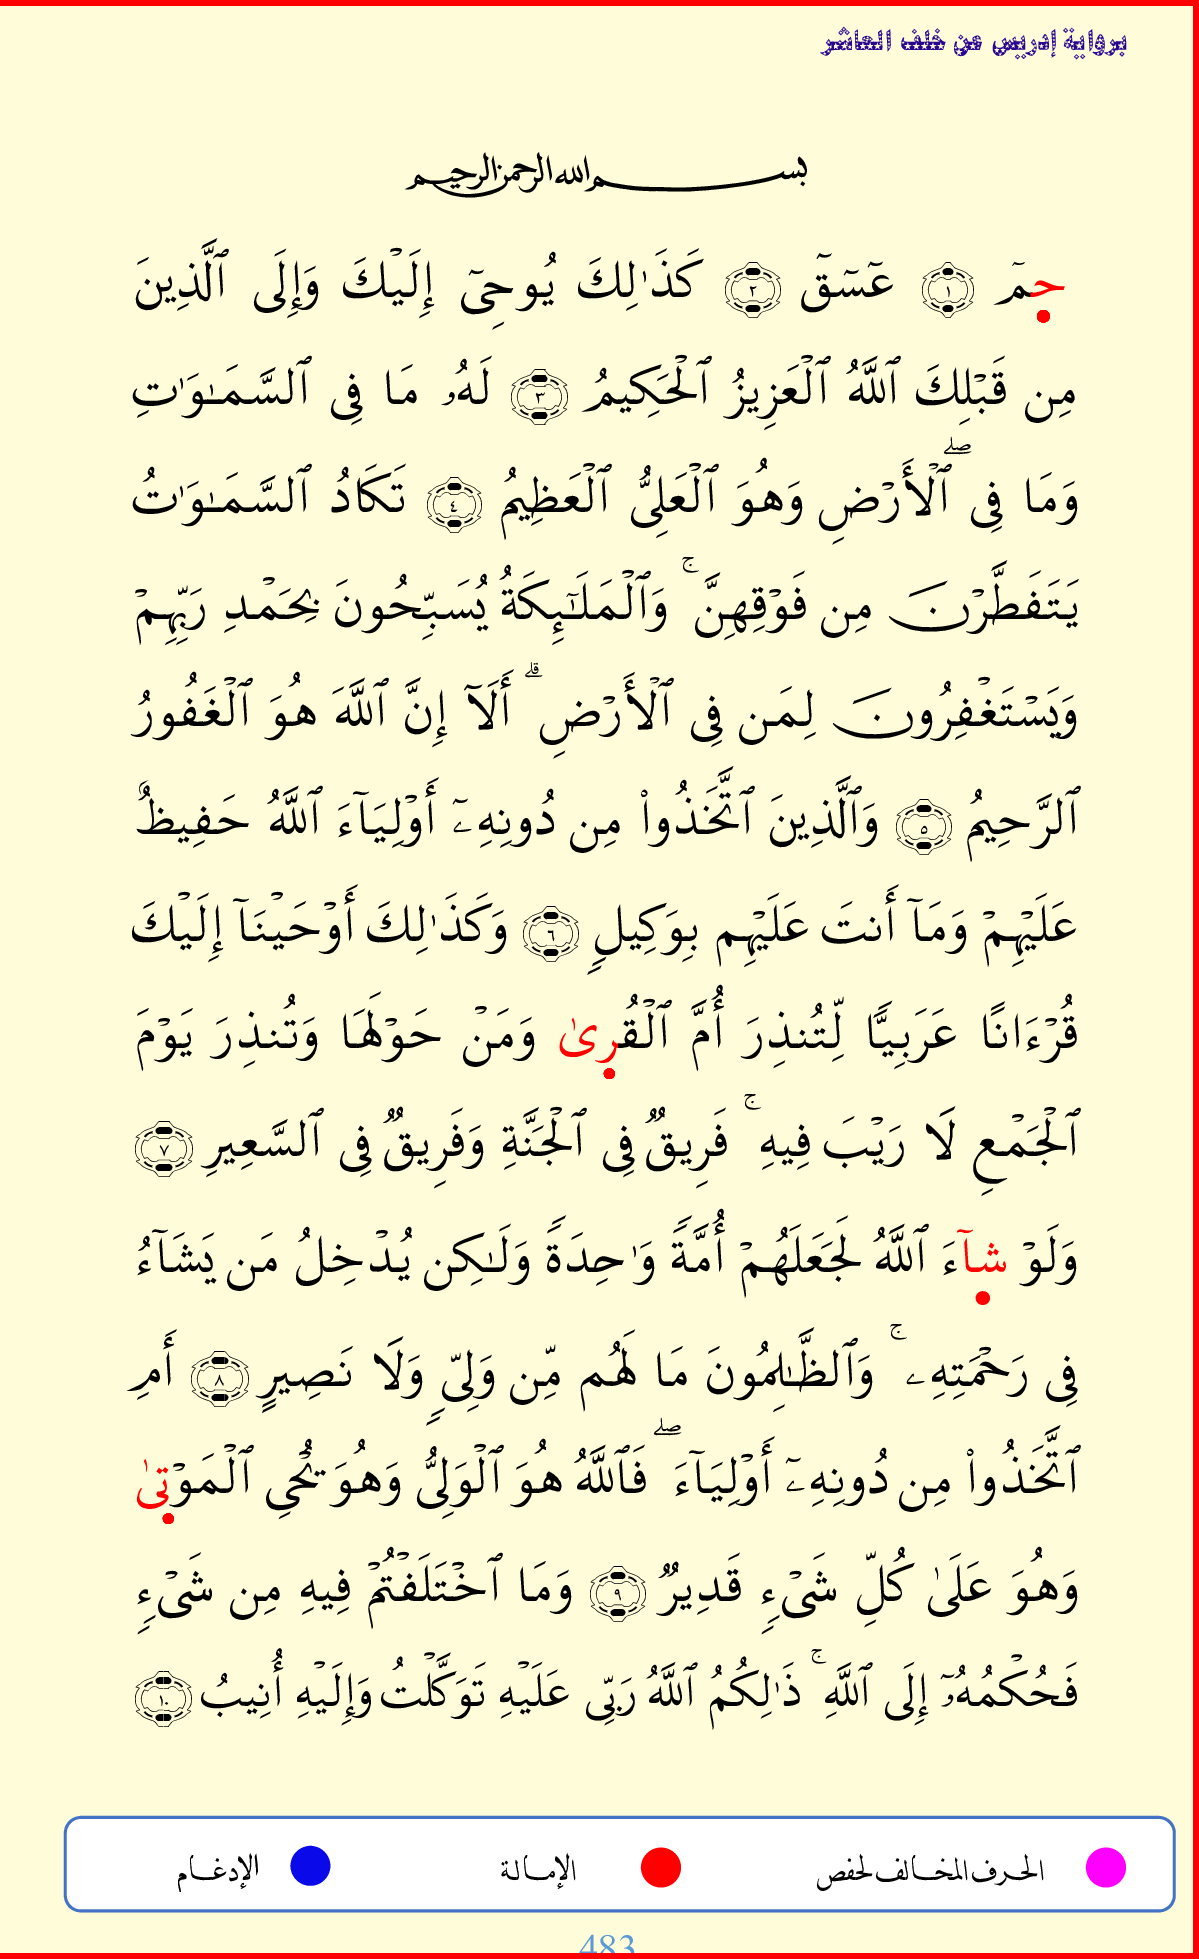 برواية إدريس عن خلف العاشر
بسم الله الرحمن الرحيم
حمٓ ١ عٓسٓقٓ ٢ كَذَٰلِكَ يُوحِىٓ إِلَيْكَ وَإِلَى ٱلَّذِينَ
مِن قَبْلِكَ ٱللَّهُ ٱلْعَزِيزُ ٱلْحَكِيمُ ٣ لَهُۥ مَا فِى ٱلسَّمَـٰوَٰتِ
وَمَا فِى ٱلْأَرْضِۖ وَهُوَ ٱلْعَلِىُّ ٱلْعَظِيمُ ٤ تَكَادُ ٱلسَّمَـٰوَٰتُ
يَتَفَطَّرْنَ مِن فَوْقِهِنَّۚ وَٱلْمَلَـٰٓئِكَةُ يُسَبِّحُونَ بِحَمْدِ رَبِّهِمْ
وَيَسْتَغْفِرُونَ لِمَن فِى ٱلْأَرْضِۗ أَلَآ إِنَّ ٱللَّهَ هُوَ ٱلْغَفُورُ
ٱلرَّحِيمُ ٥ وَٱلَّذِينَ ٱتَّخَذُوا۟ مِن دُونِهِۦٓ أَوْلِيَآءَ ٱللَّهُ حَفِيظٌ
عَلَيْهِمْ وَمَآ أَنتَ عَلَيْهِم بِوَكِيلٍ ٦ وَكَذَٰلِكَ أَوْحَيْنَآ إِلَيْكَ
قُرْءَانًا عَرَبِيًّا لِّتُنذِرَ أُمَّ ٱلْقُرِىٰ وَمَنْ حَوْلَهَا وَتُنذِرَ يَوْمَ
ٱلْجَمْعِ لَا رَيْبَ فِيهِۚ فَرِيقٌ فِى ٱلْجَنَّةِ وَفَرِيقٌ فِى ٱلسَّعِيرِ ٧
وَلَوْ شآءَ ٱللَّهُ لَجَعَلَهُمْ أُمَّةً وَٰحِدَةً وَلَـٰكِن يُدْخِلُ مَن يَشَآءُ
فِى رَحْمَتِهِۦۚ وَٱلظَّـٰلِمُونَ مَا لَهُم مِّن وَلِىٍّ وَلَا نَصِيرٍ ٨ أَمِ
ٱتَّخَذُوا۟ مِن دُونِهِۦٓ أَوْلِيَآءَۖ فَٱللَّهُ هُوَ ٱلْوَلِىُّ وَهُوَ يُحْىِ ٱلْمَوْتىٰ
وَهُوَ عَلَىٰ كُلِّ شَىْءٍ قَدِيرٌ ٩ وَمَا ٱخْتَلَفْتُمْ فِيهِ مِن شَىْءٍ
فَحُكْمُهُۥٓ إِلَى ٱللَّهِۚ ذَٰلِكُمُ ٱللَّهُ رَبِّى عَلَيْهِ تَوَكَّلْتُ وَإِلَيْهِ أُنِيبُ ١٠
الحرف المخالف لحفص الإمالة الإدغام
483